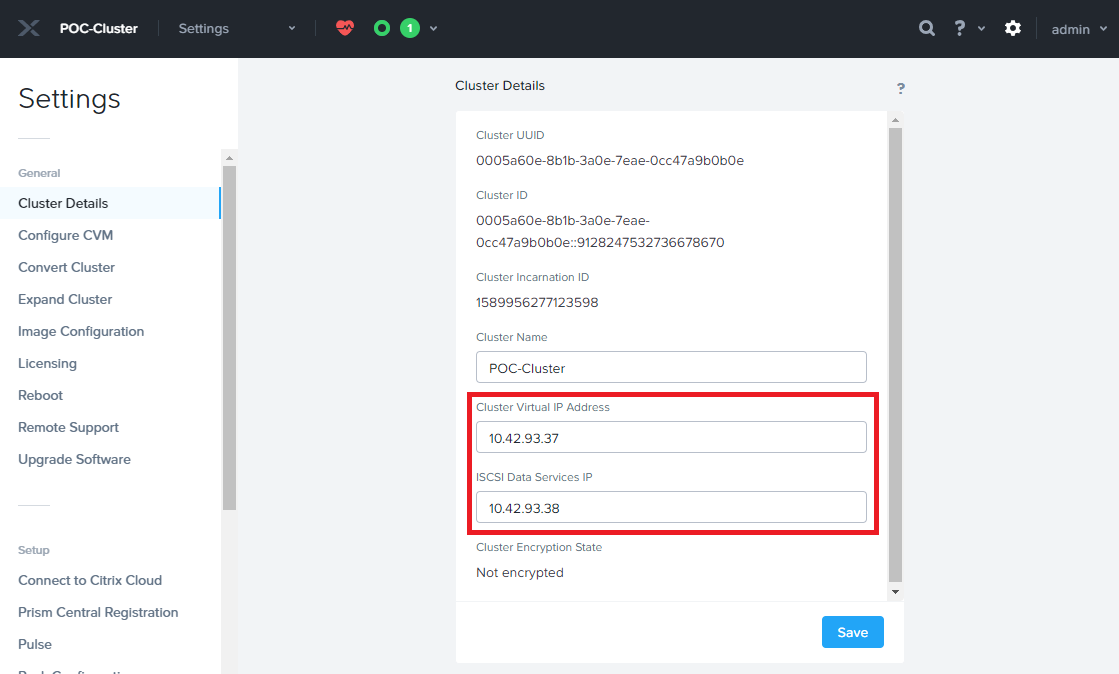 POC-Cluster
Settings
1
?
admin
Settings
General
Cluster Details
Configure CVM
Convert Cluster
Expand Cluster
Image Configuration
Licensing
Reboot
Remote Support
Upgrade Software
Setup
Connect to Citrix Cloud
Prism Central Registration
Pulse
Cluster Details
?
Cluster UUID
0005a60e-8b1b-3a0e-7eae-0cc47a9b0b0e
Cluster ID
0005a60e-8b1b-3a0e-7eae-
0cc47a9b0b0e::9128247532736678670
Cluster Incarnation ID
1589956277123598
Cluster Name
POC-Cluster
Cluster Virtual IP Address
10.42.93.37
ISCSI Data Services IP
10.42.93.38
Cluster Encryption State
Not encrypted
Save